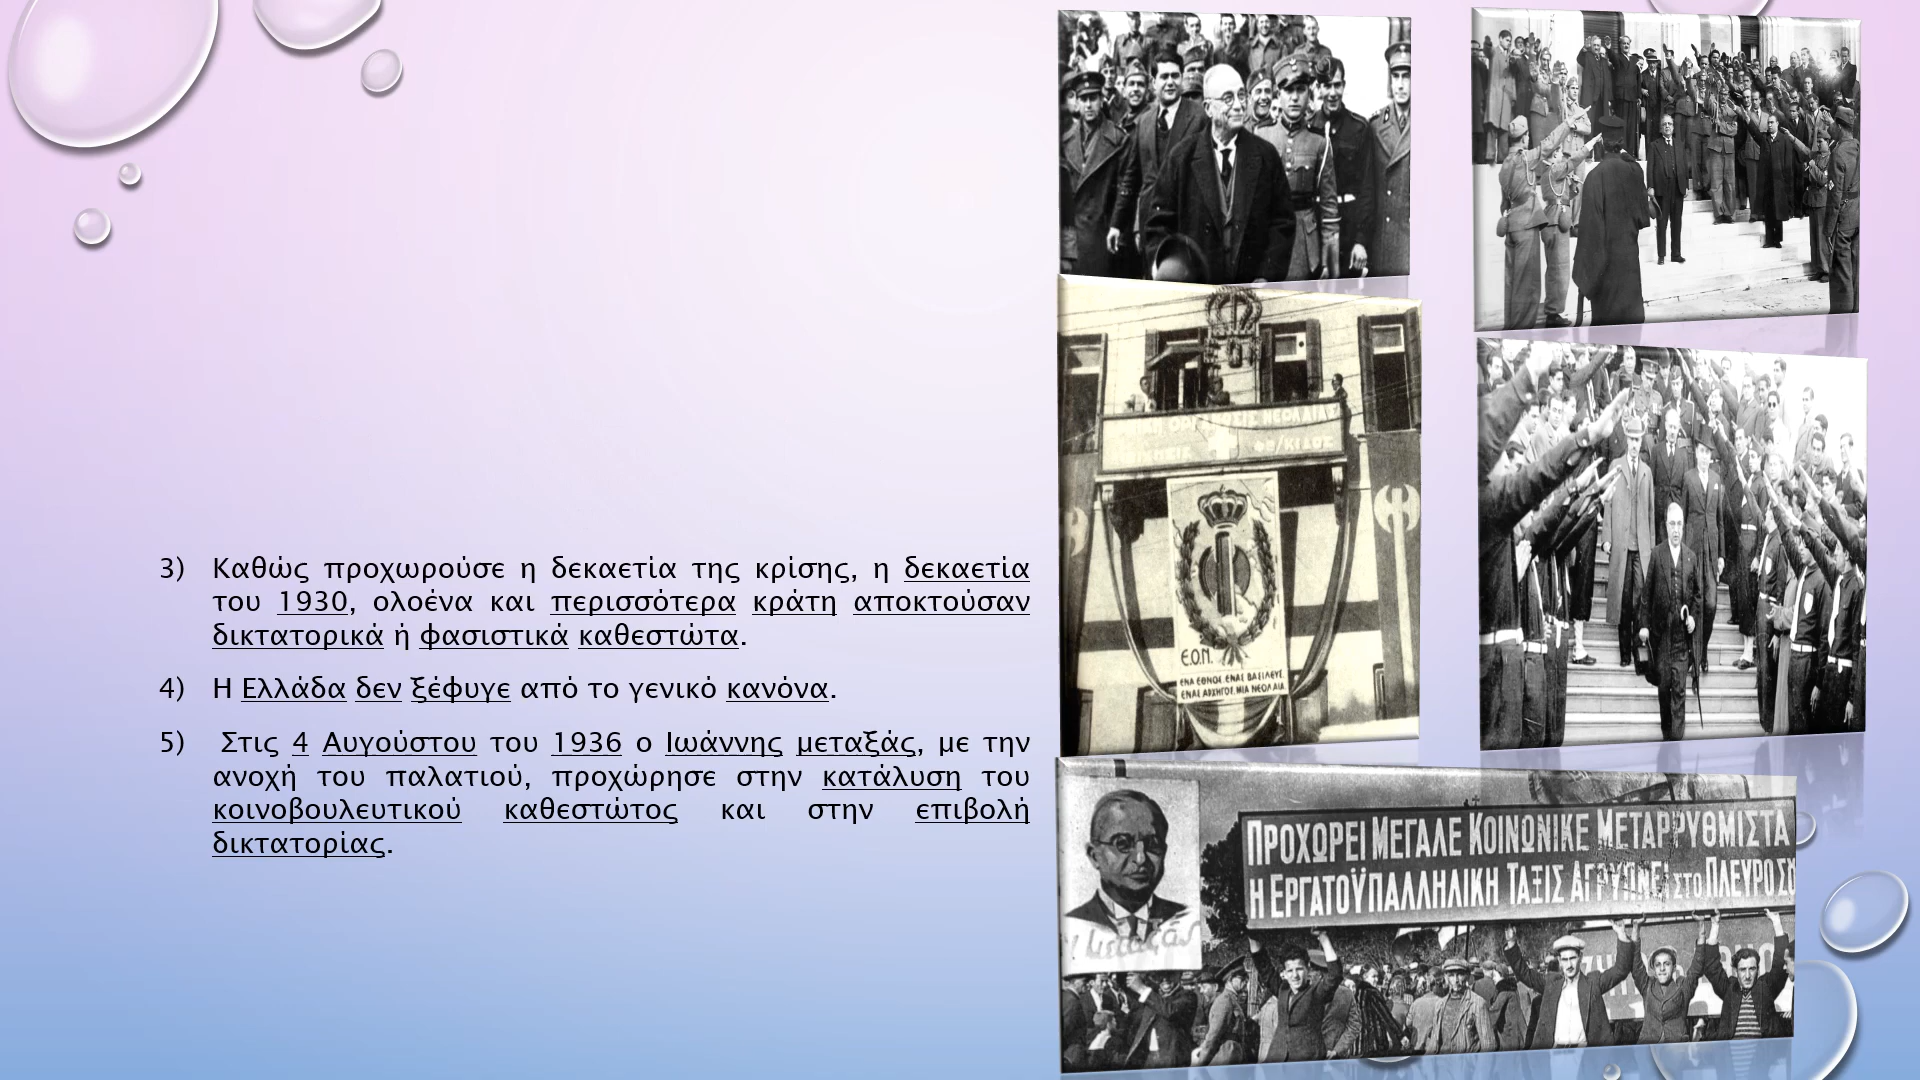 3) Καθώς προχωρούσε η δεκαετία της κρίσης, η δεκαετία
του 1930, ολοένα και περισσότερα κράτη αποκτούσαν
δικτατορικά ή φασιστικά καθεστώτα.
4) Η Ελλάδα δεν ξέφυγε από το γενικό κανόνα.
5) Στις 4 Αυγούστου του 1936 ο Ιωάννης μεταξάς, με την
ανοχή του παλατιού, προχώρησε στην κατάλυση του
κοινοβουλευτικού καθεστώτος και στην επιβολή
δικτατορίας.
ΝΕΟΛΑΙΑΣ
Ε.Ο.Ν.
ΕΝΑ ΕΘΝΟΣ. ΕΝΑΣ ΒΑΣΙΛΕΥΣ.
ΕΝΑΣ ΑΡΧΗΓΟΣ. ΜΙΑ ΝΕΟΛΑΙΑ
ΠΡΟΧΩΡΕΙ ΜΕΓΑΛΕ ΚΟΙΝΩΝΙΚΕ ΜΕΤΑΡΡΥΘΜΙΣΤΑ
Η ΕΡΓΑΤΟΫΠΑΛΛΗΛΙΚΗ ΤΑΞΙΣ ΑΓΡΥΠΝΕΙ ΣΤΟ ΠΛΕΥΡΟ ΣΟ
Ι Μεταξάς